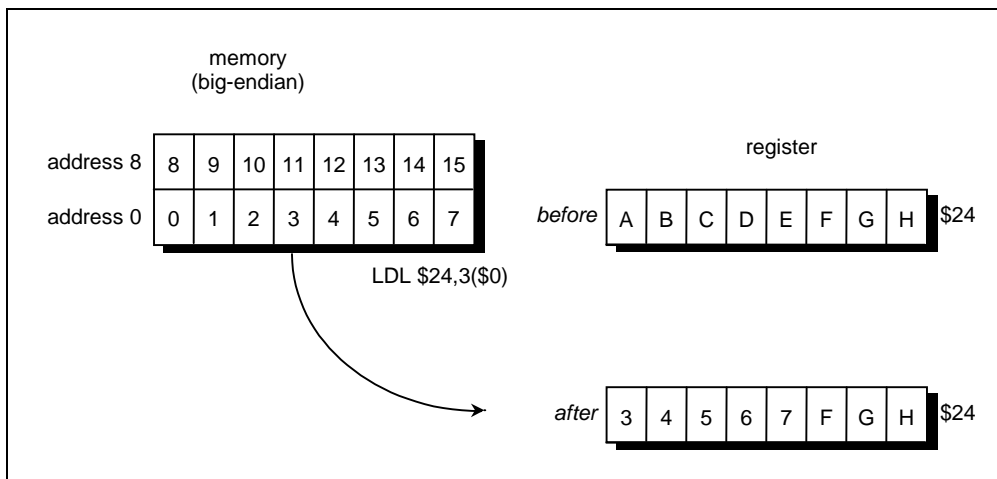 memory
(big-endian)
register
address 8 8 9 10 11 12 13 14 15
address 0 0 1 2 3 4 5 6 7
before A B C D E F G H $24
LDL $24,3($0)
after 3 4 5 6 7 F G H $24